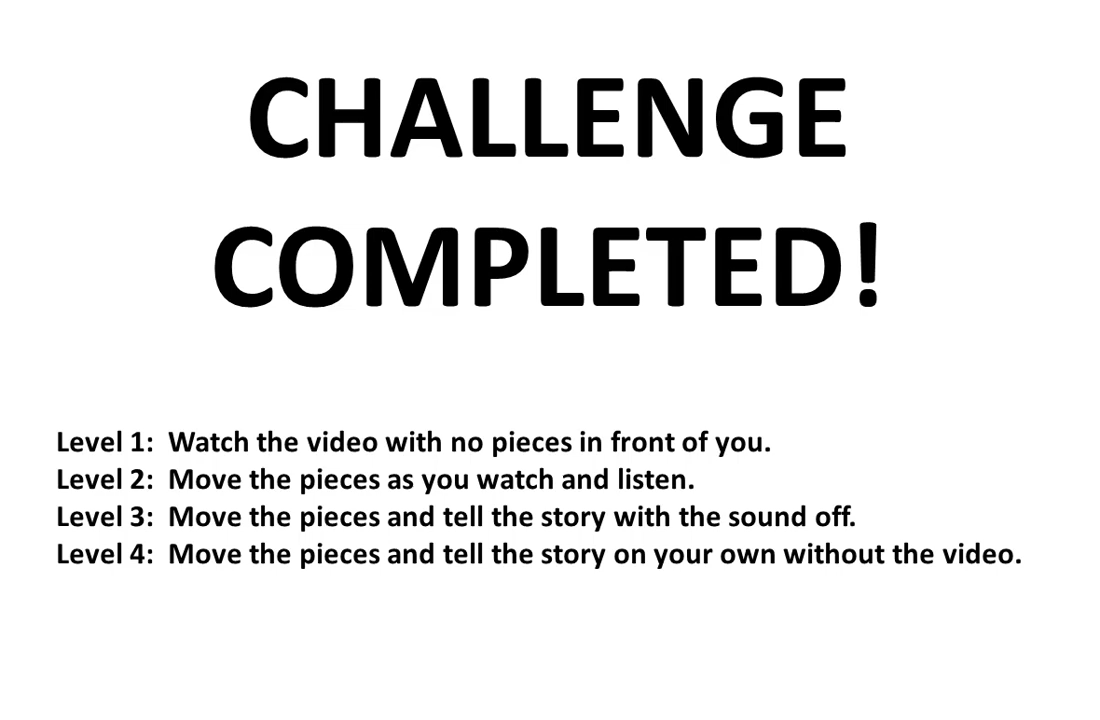 CHALLENGE
COMPLETED!
Level 1:  Watch the video with no pieces in front of you.
Level 2:  Move the pieces as you watch and listen.
Level 3:  Move the pieces and tell the story with the sound off.
Level 4:  Move the pieces and tell the story on your own without the video.